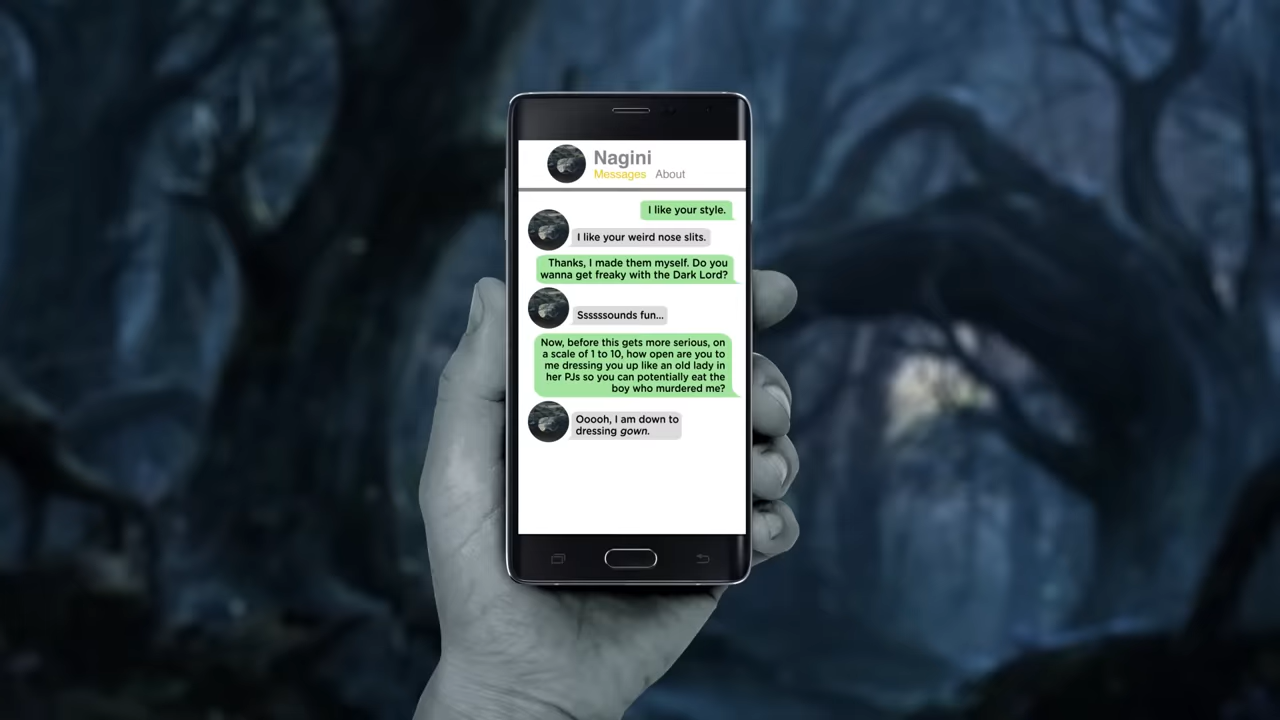 Nagini
Messages About
I like your style.
I like your weird nose slits.
Thanks, I made them myself. Do you
wanna get freaky with the Dark Lord?
Ssssssounds fun...
Now, before this gets more serious, on
a scale of 1 to 10, how open are you to
me dressing you up like an old lady in
her PJs so you can potentially eat the
boy who murdered me?
Ooooh, I am down to
dressing gown.